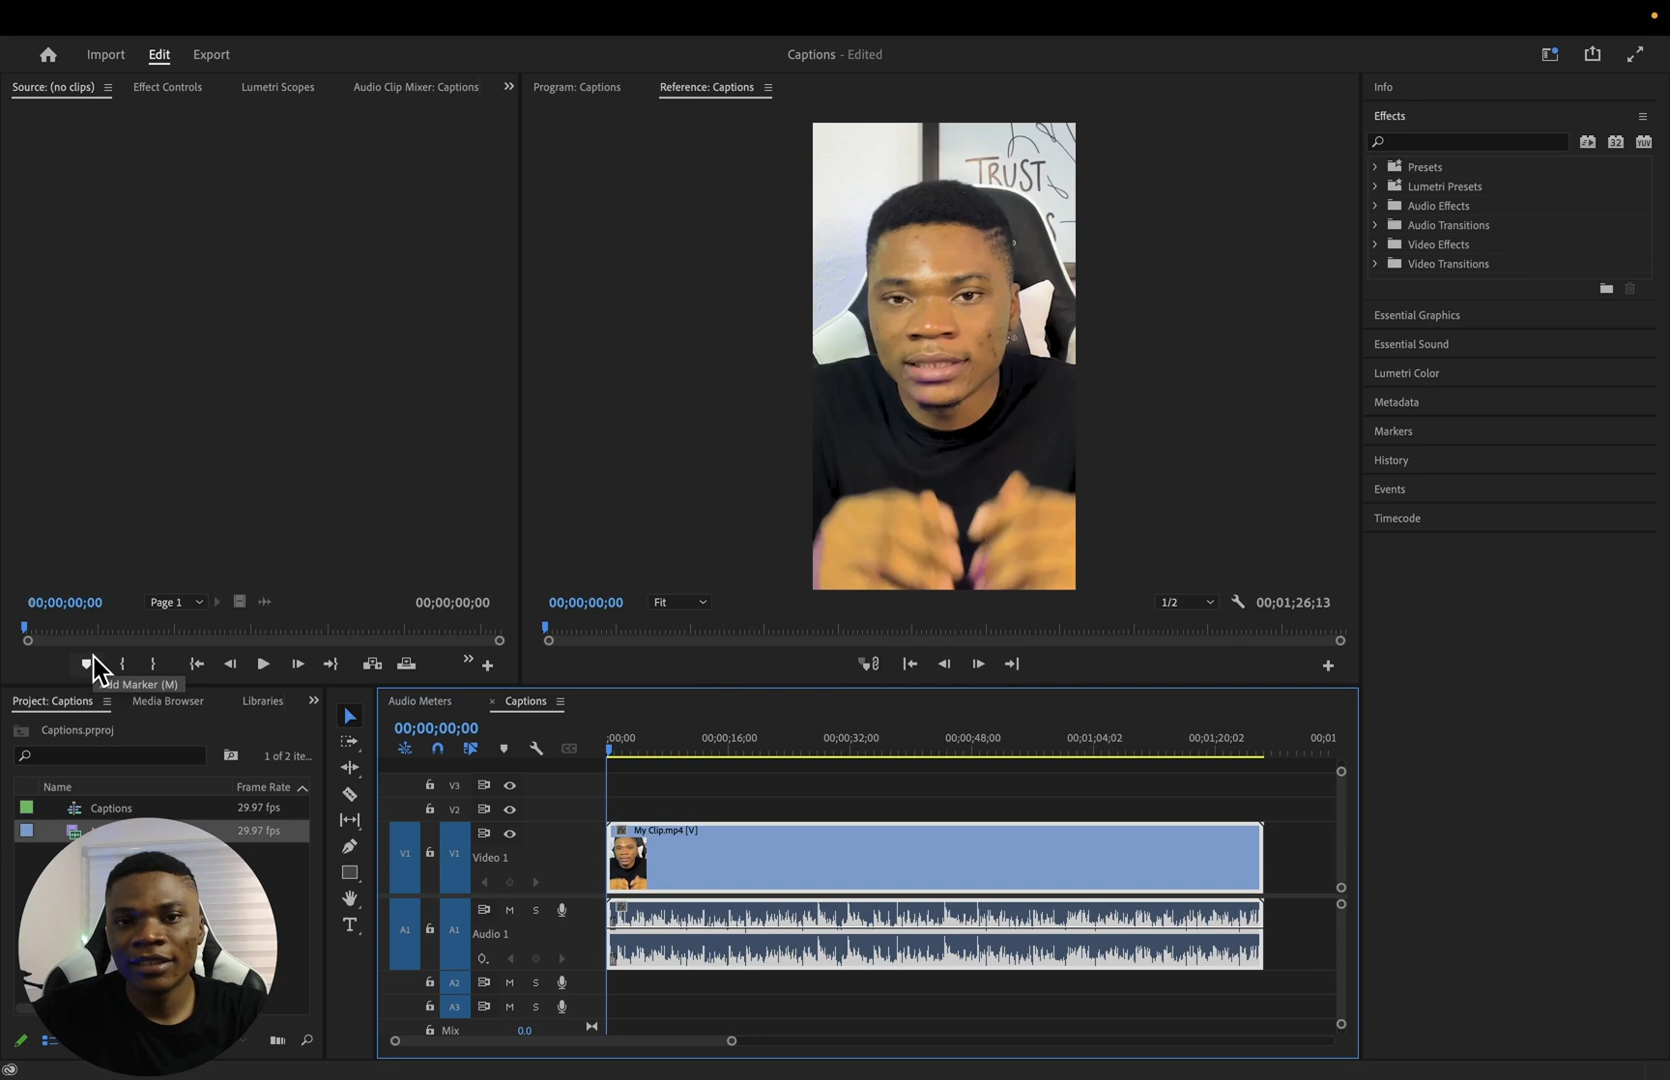 Import Edit Export
Captions - Edited
Source: (no clips) Effect Controls Lumetri Scopes Audio Clip Mixer: Captions
Program: Captions Reference: Captions
TRUST
S
Info
Effects
32 YUV
Presets
Lumetri Presets
Audio Effects
Audio Transitions
Video Effects
Video Transitions
Essential Graphics
Essential Sound
Lumetri Color
Metadata
Markers
History
Events
Timecode
00;00;00;00 Page 1 00;00;00;00
00;00;00;00 Fit 1/2 00;01;26;13
Add Marker (M)
Project: Captions Media Browser Libraries
Captions.prproj
1 of 2 ite...
Name Frame Rate
Captions 29.97 fps
29.97 fps
Audio Meters × Captions
00;00;00;00
;00;00 00;00;16;00 00;00;32;00 00;00;48;00 00;01;04;02 00;01;20;02 00;01
V3
V2
V1 V1 Video 1
fx My Clip.mp4 [V]
A1 A1 M S
Audio 1
A2 M S
A3 M S
Mix 0.0